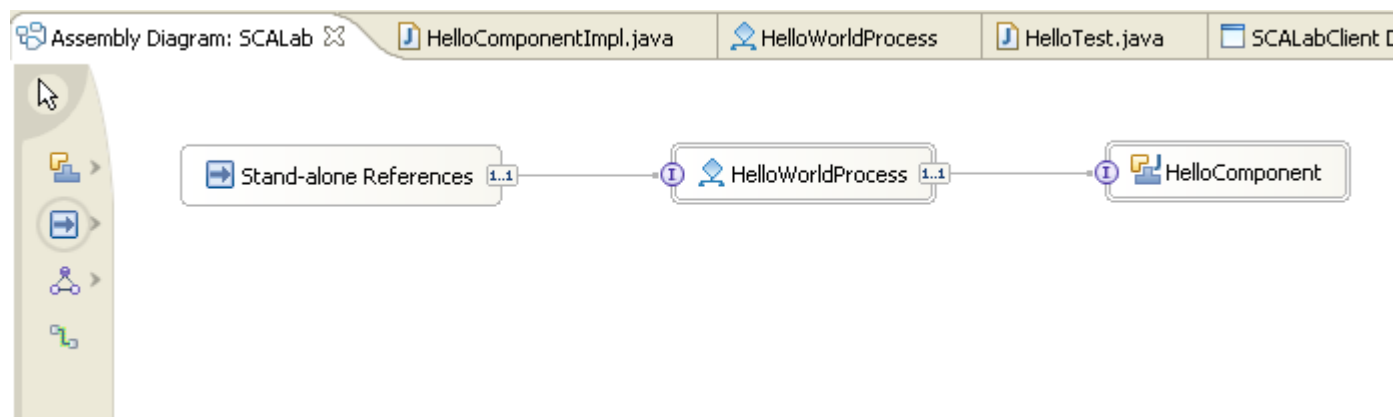 Assembly Diagram: SCALab
HelloComponentImpl.java
HelloWorldProcess
HelloTest.java
SCALabClient D
Stand-alone References 1..1
I HelloWorldProcess 1..1
I HelloComponent